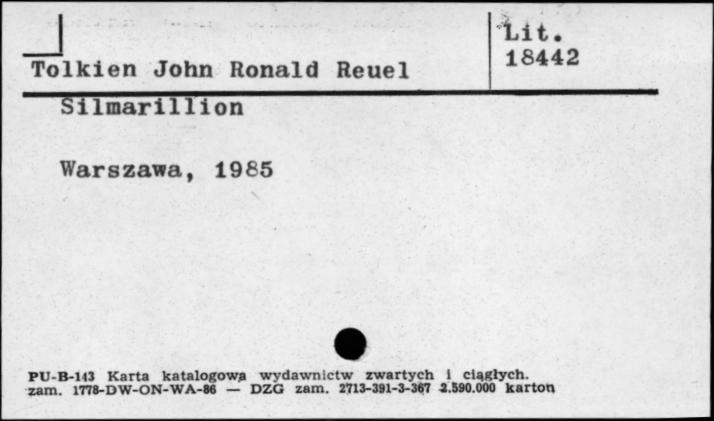 Lit.
18442
Tolkien John Ronald Reuel
Silmarillion
Warszawa, 1985
PU-B-143 Karta katalogowa wydawnictw zwartych i ciągłych.
zam. 1778-DW-ON-WA-86 — DZG zam. 2713-391-3-367 2.590.000 karton